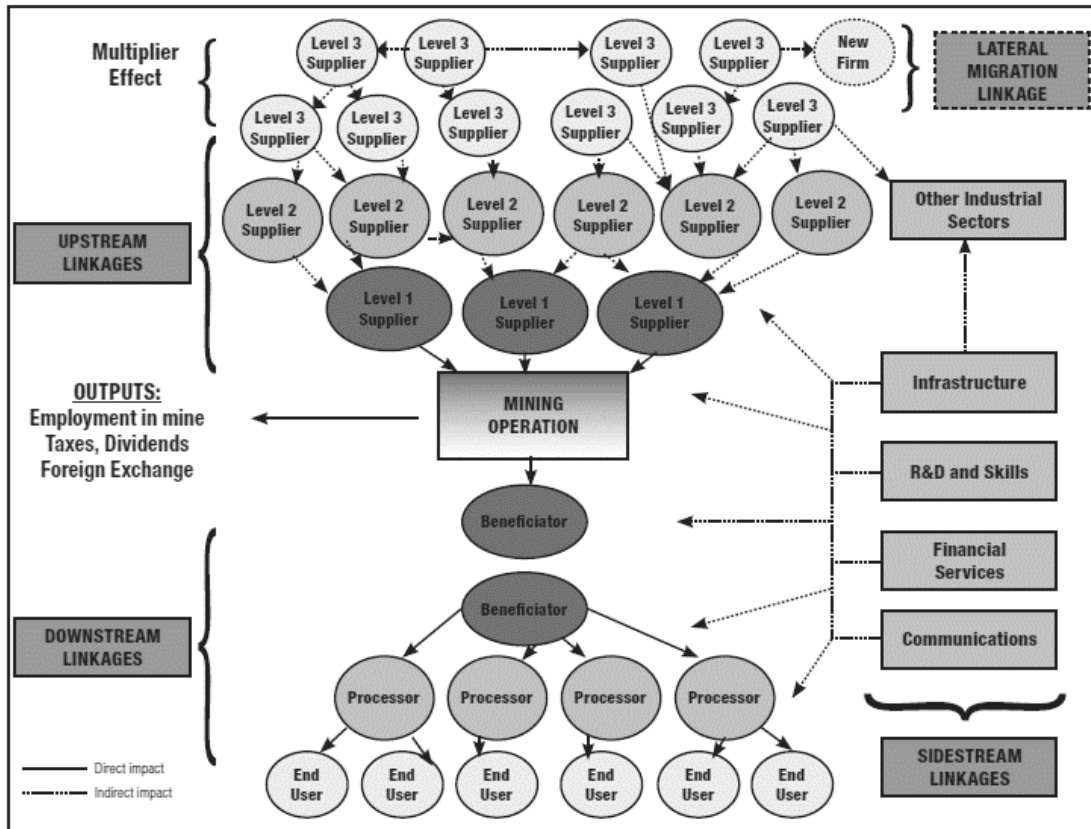 Multiplier
Effect
Level 3
Supplier
Level 3
Supplier
Level 3
Supplier
Level 3
Supplier
New
Firm
LATERAL
MIGRATION
LINKAGE
Level 3
Supplier
Level 3
Supplier
Level 3
Supplier
Level 3
Supplier
Level 3
Supplier
Level 3
Supplier
UPSTREAM
LINKAGES
Level 2
Supplier
Level 2
Supplier
Level 2
Supplier
Level 2
Supplier
Level 2
Supplier
Level 2
Supplier
Other Industrial
Sectors
Level 1
Supplier
Level 1
Supplier
Level 1
Supplier
OUTPUTS:
Employment in mine
Taxes, Dividends
Foreign Exchange
MINING
OPERATION
Infrastructure
R&D and Skills
Beneficiator
Financial
Services
DOWNSTREAM
LINKAGES
Beneficiator
Communications
Processor
Processor
Processor
Processor
End
User
End
User
End
User
End
User
End
User
End
User
SIDESTREAM
LINKAGES
Direct impact
Indirect impact